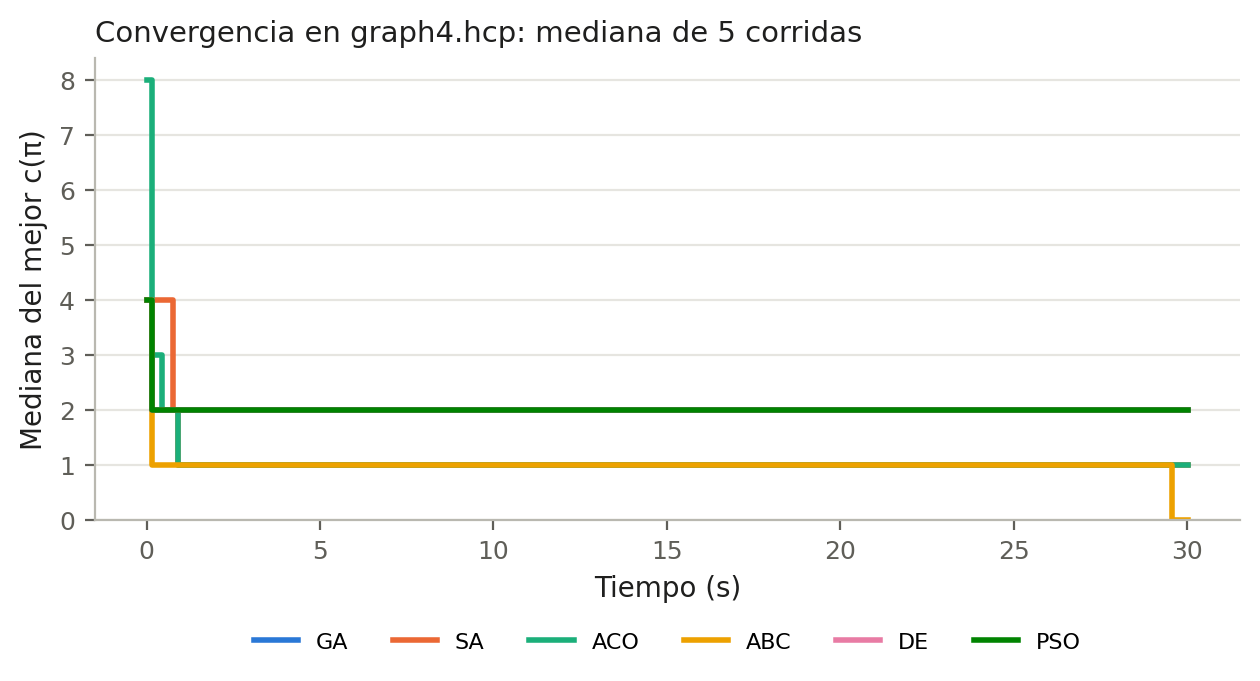 Convergencia en graph4.hcp: mediana de 5 corridas
Mediana del mejor c(π)
8
7
6
5
4
3
2
1
0
0 5 10 15 20 25 30
Tiempo (s)
GA SA ACO ABC DE PSO